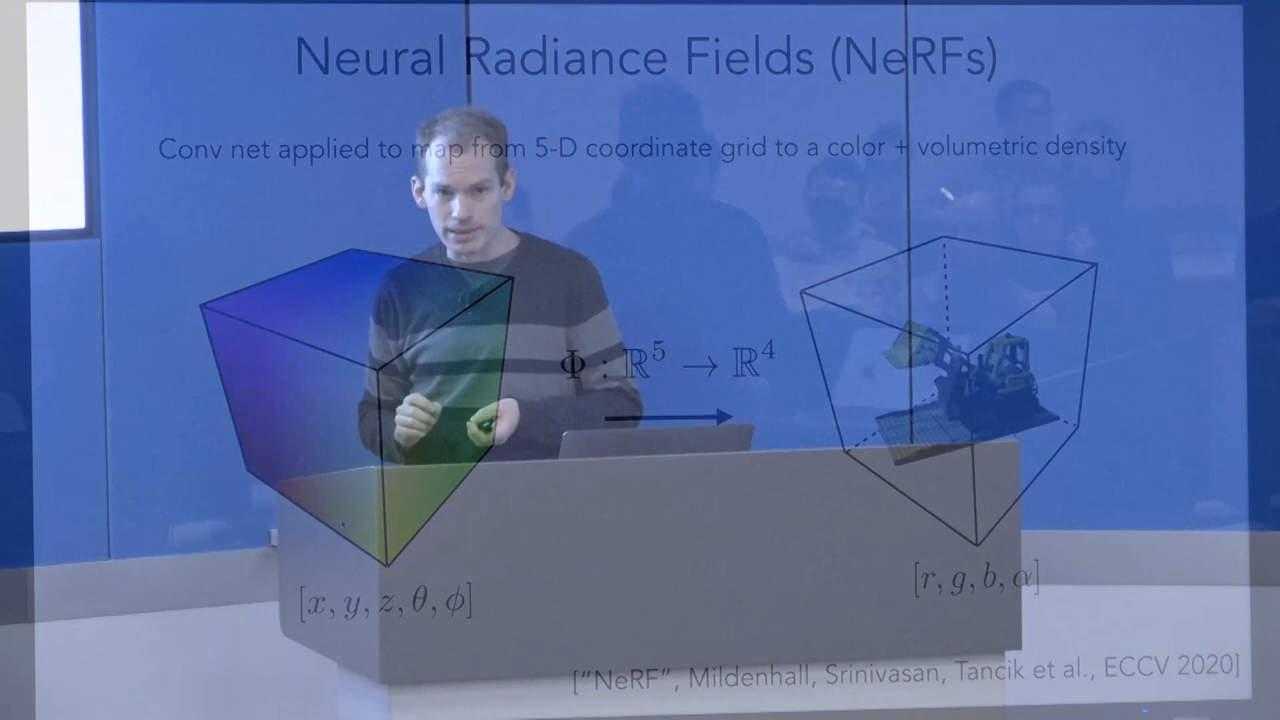 Neural Radiance Fields (NeRFs)
Conv net applied to map from 5-D coordinate grid to a color + volumetric density
Φ : ℝ⁵ → ℝ⁴
[x, y, z, θ, ϕ]
[r, g, b, α]
["NeRF", Mildenhall, Srinivasan, Tancik et al., ECCV 2020]